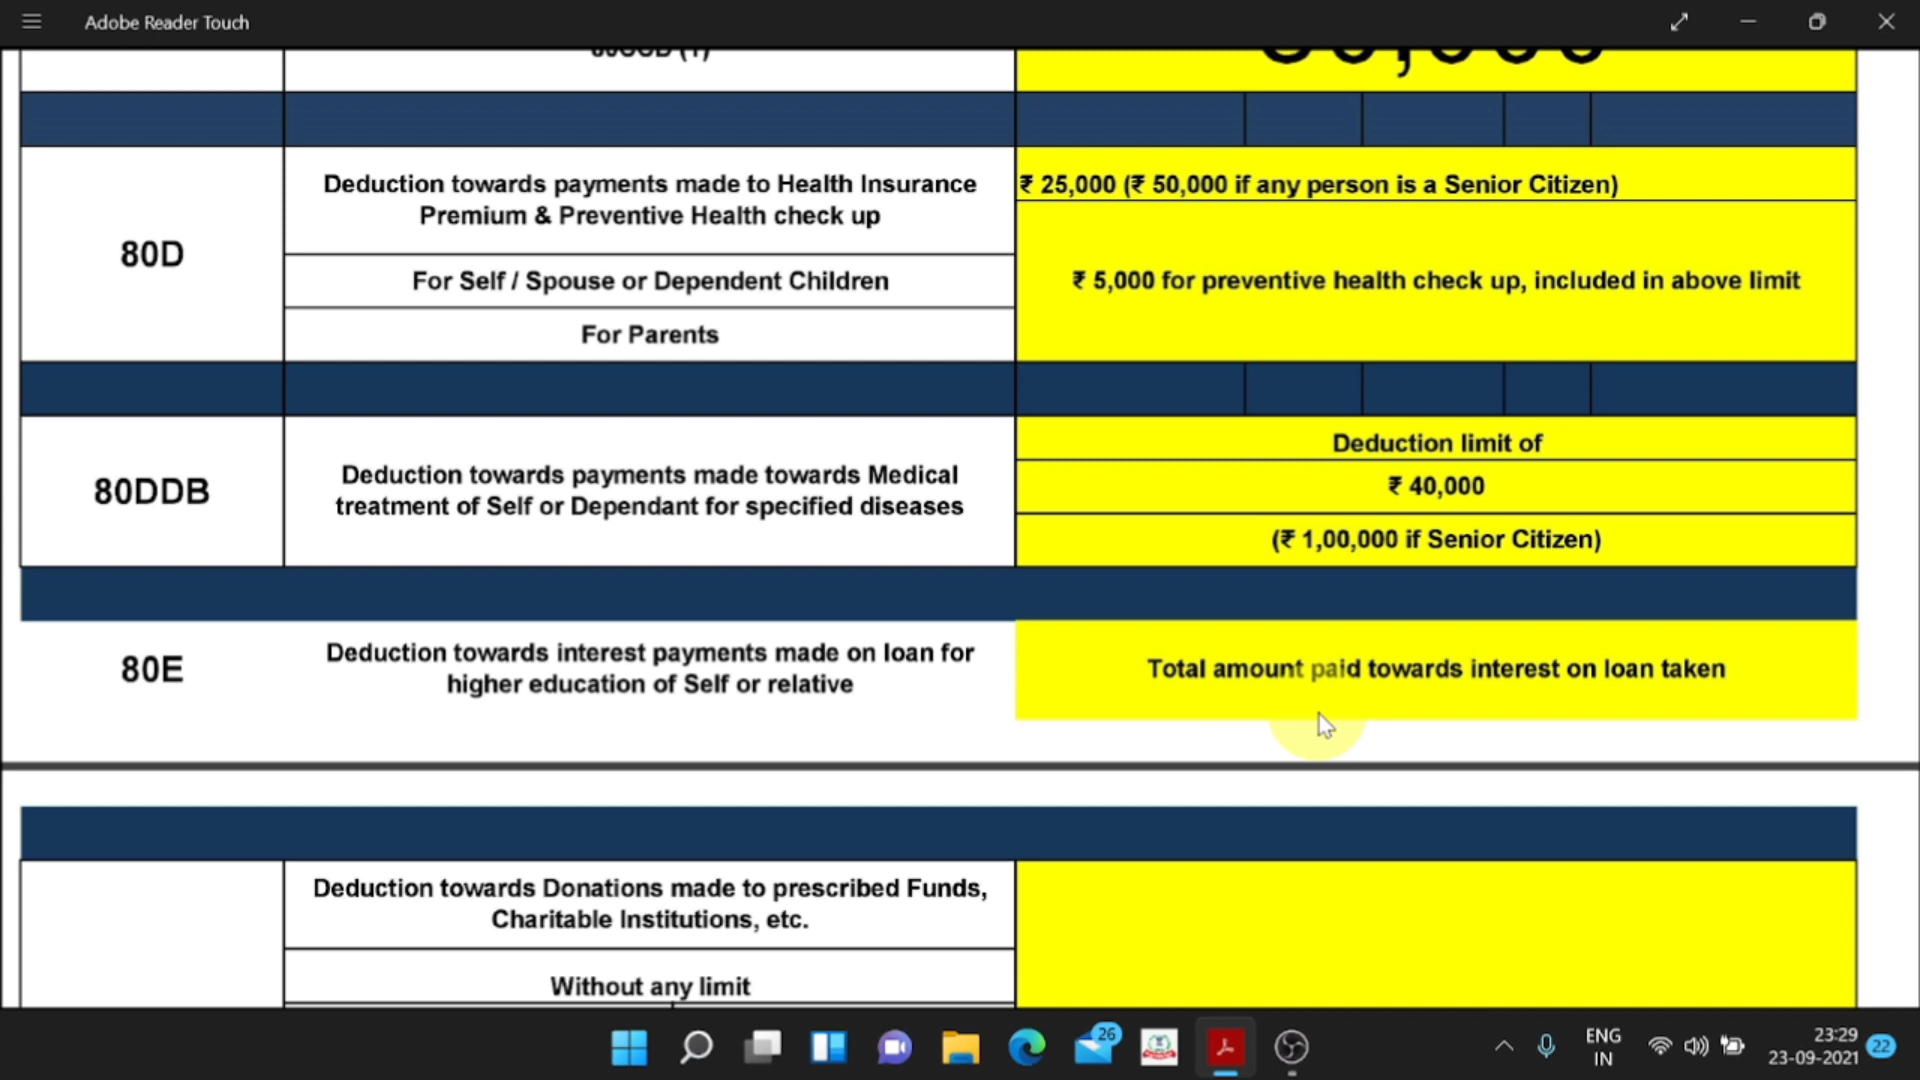 Adobe Reader Touch
80D
Deduction towards payments made to Health Insurance
Premium & Preventive Health check up
For Self / Spouse or Dependent Children
For Parents
₹ 25,000 (₹ 50,000 if any person is a Senior Citizen)
₹ 5,000 for preventive health check up, included in above limit
80DDB
Deduction towards payments made towards Medical
treatment of Self or Dependant for specified diseases
Deduction limit of
₹ 40,000
(₹ 1,00,000 if Senior Citizen)
80E
Deduction towards interest payments made on loan for
higher education of Self or relative
Total amount paid towards interest on loan taken
Deduction towards Donations made to prescribed Funds,
Charitable Institutions, etc.
Without any limit
26
ENG
IN
23:29
23-09-2021
22